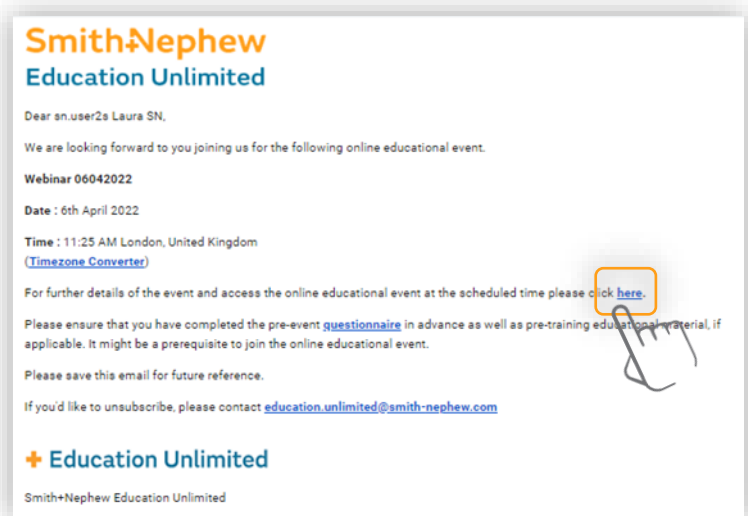 Smith+Nephew
Education Unlimited
Dear sn.user2s Laura SN,
We are looking forward to you joining us for the following online educational event.
Webinar 06042022
Date : 6th April 2022
Time : 11:25 AM London, United Kingdom
(Timezone Converter)
For further details of the event and access the online educational event at the scheduled time please click here.
Please ensure that you have completed the pre-event questionnaire in advance as well as pre-training educational material, if
applicable. It might be a prerequisite to join the online educational event.
Please save this email for future reference.
If you'd like to unsubscribe, please contact education.unlimited@smith-nephew.com
+ Education Unlimited
Smith+Nephew Education Unlimited